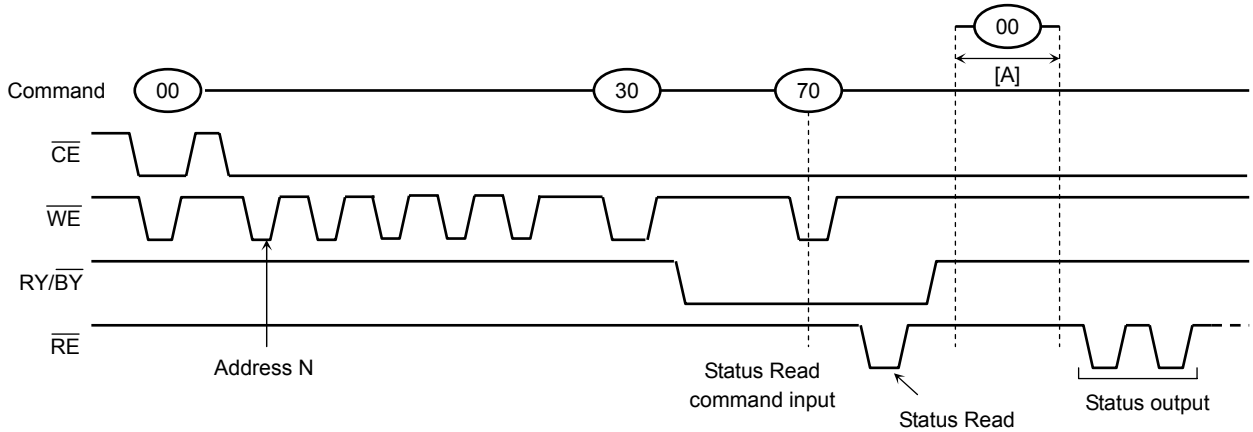 00
[A]
Command 00 30 70
CE
WE
RY/BY
RE
Address N
Status Read
command input
Status Read
Status output